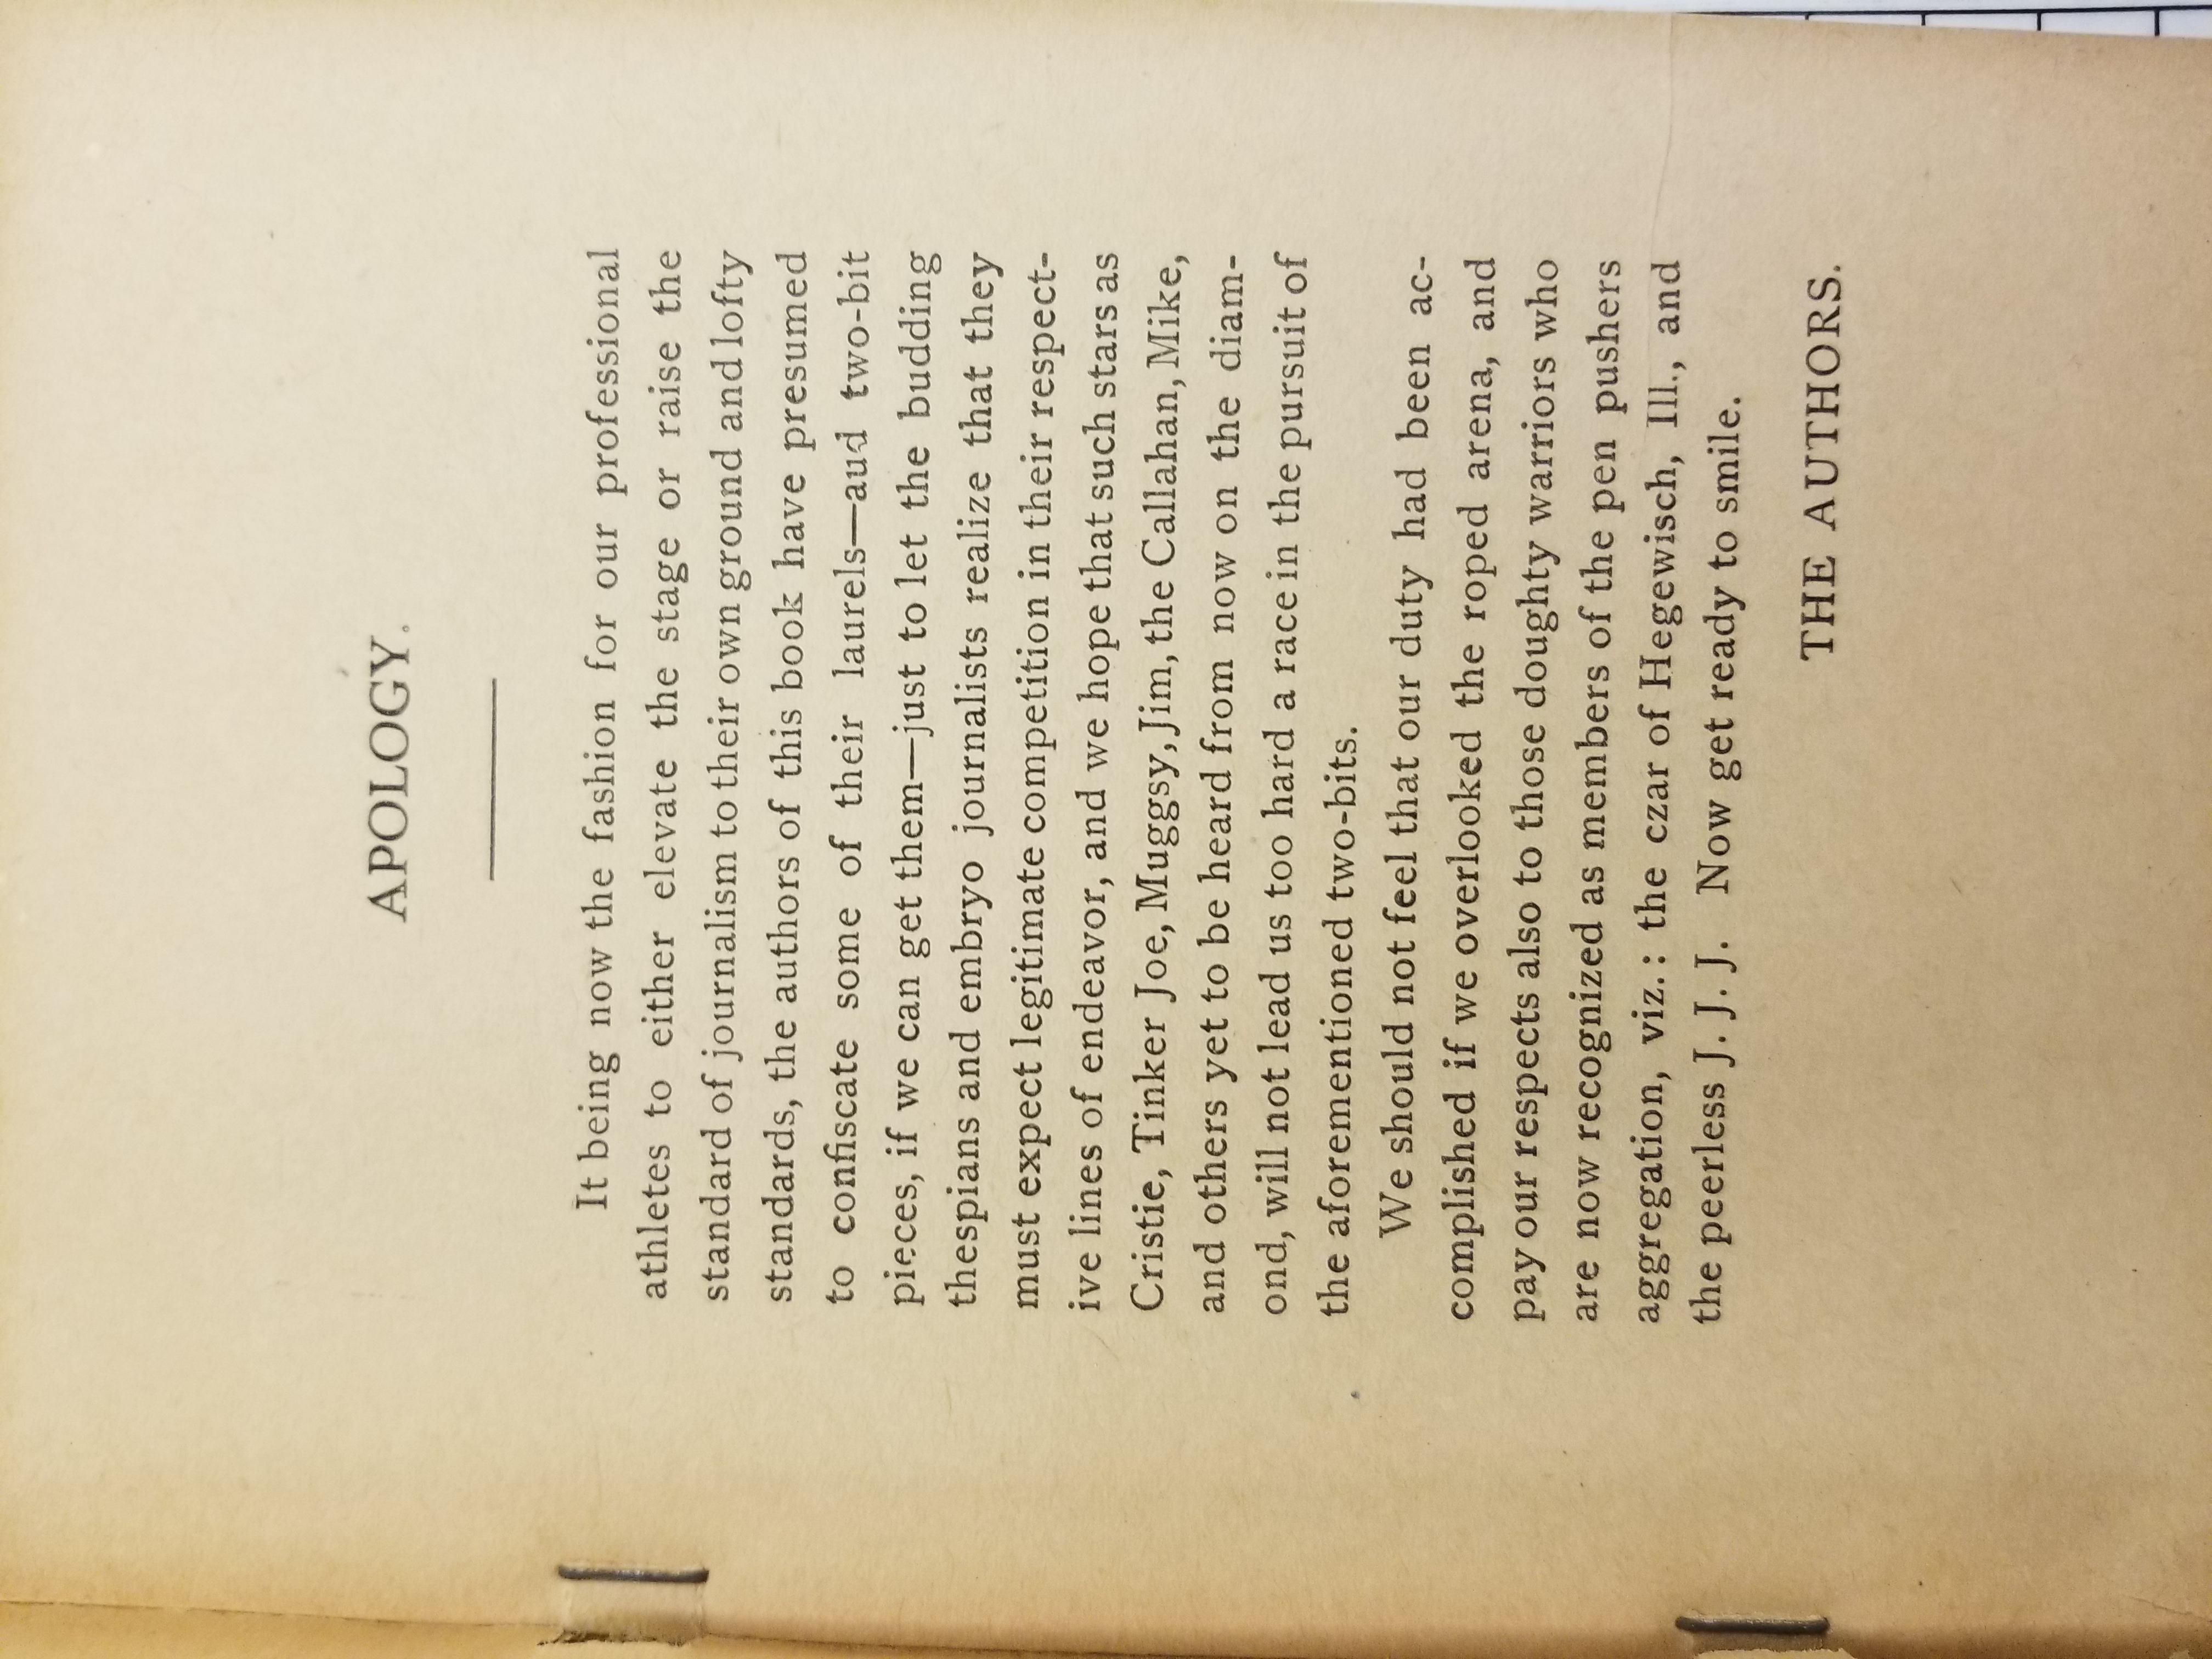 APOLOGY.
It being now the fashion for our professional
athletes to either elevate the stage or raise the
standard of journalism to their own ground and lofty
standards, the authors of this book have presumed
to confiscate some of their laurels—aud two-bit
pieces, if we can get them—just to let the budding
thespians and embryo journalists realize that they
must expect legitimate competition in their respect-
ive lines of endeavor, and we hope that such stars as
Cristie, Tinker Joe, Muggsy, Jim, the Callahan, Mike,
and others yet to be heard from now on the diam-
ond, will not lead us too hard a race in the pursuit of
the aforementioned two-bits.
We should not feel that our duty had been ac-
complished if we overlooked the roped arena, and
pay our respects also to those doughty warriors who
are now recognized as members of the pen pushers
aggregation, viz.: the czar of Hegewisch, Ill., and
the peerless J. J. J. Now get ready to smile.
THE AUTHORS.